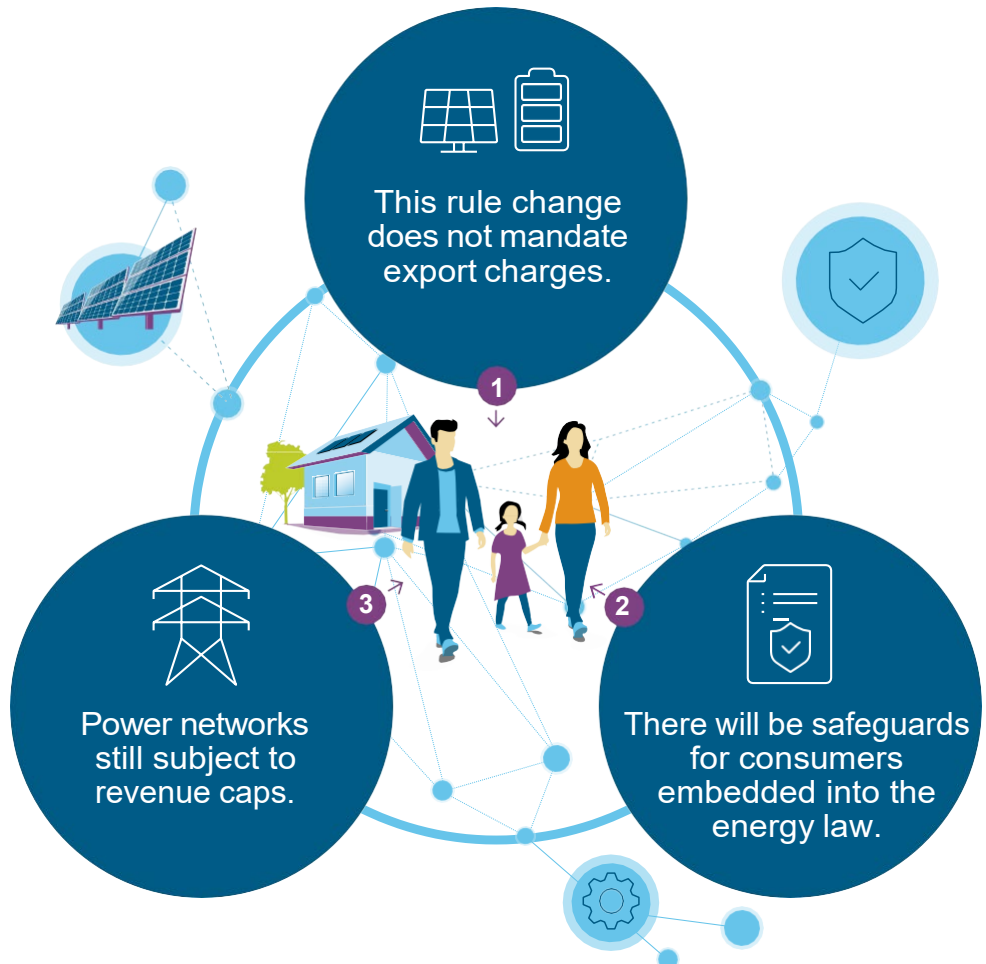 This rule change
does not mandate
export charges.
1
There will be safeguards
for consumers
embedded into the
energy law.
2
Power networks
still subject to
revenue caps.
3